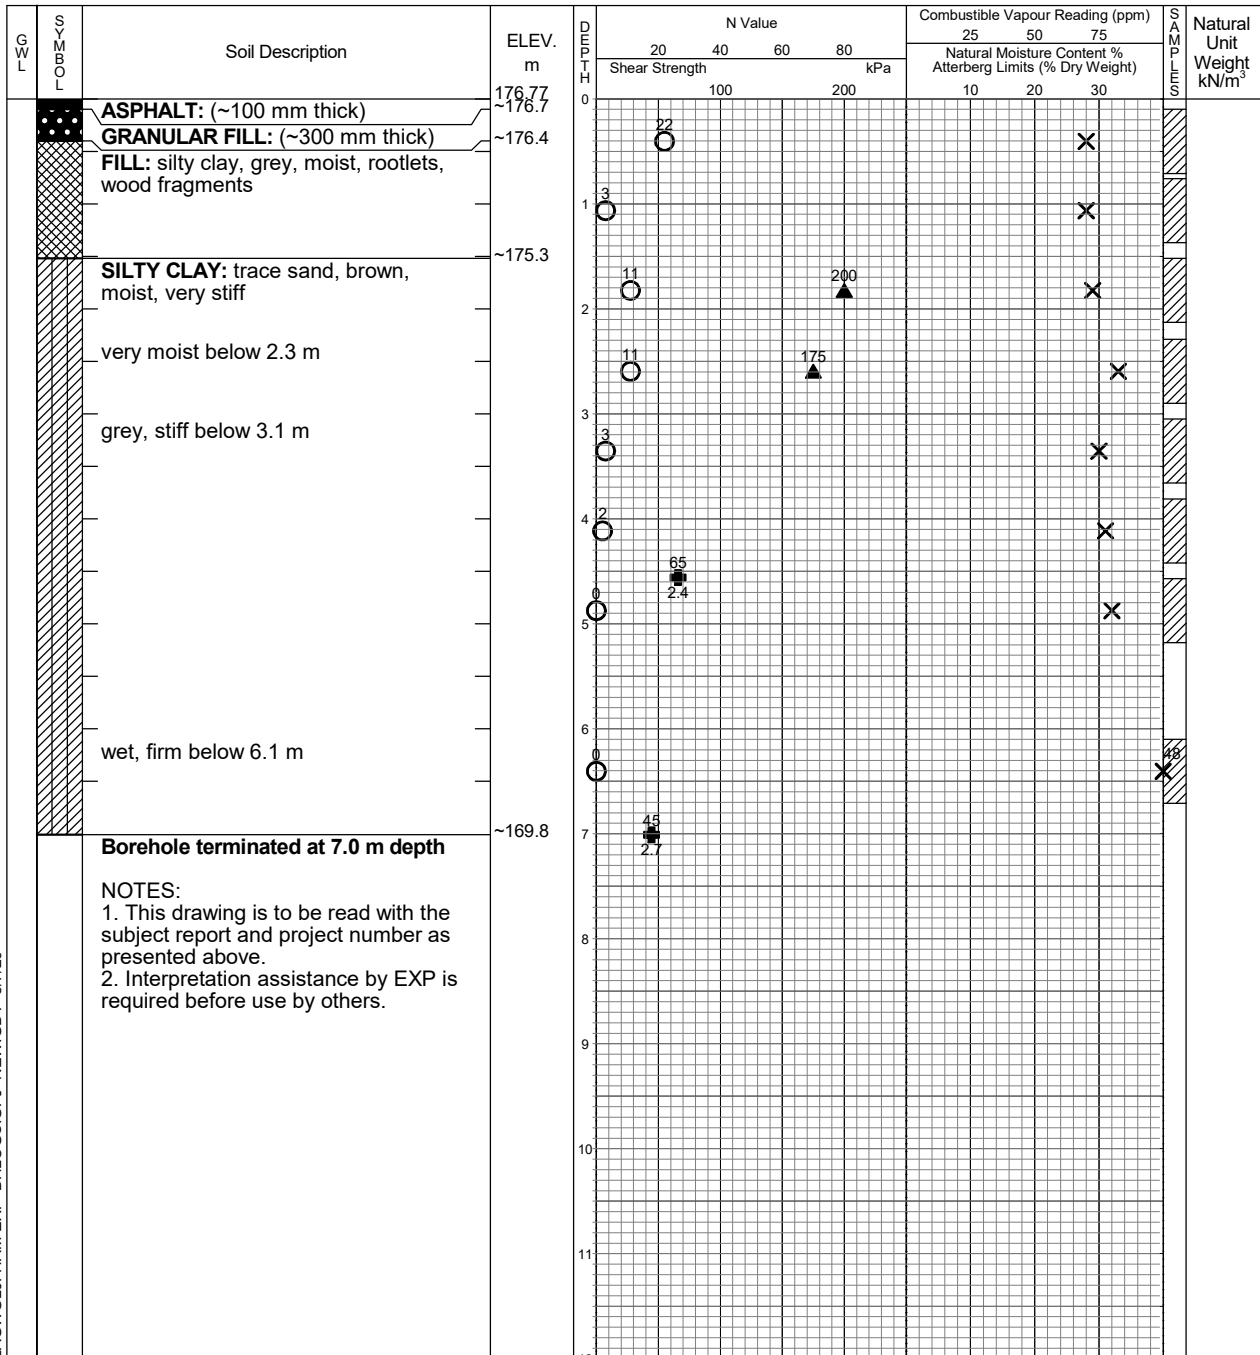 GWL
SYMBOL
Soil Description
ELEV.
m
DEPTH
N Value
20 40 60 80
Shear Strength kPa
100 200
Combustible Vapour Reading (ppm)
25 50 75
Natural Moisture Content %
Atterberg Limits (% Dry Weight)
10 20 30
SAMPLES
Natural
Unit
Weight
kN/m³
176.77
0
ASPHALT: (~100 mm thick)
~176.7
GRANULAR FILL: (~300 mm thick)
~176.4
22
FILL: silty clay, grey, moist, rootlets,
wood fragments
3
1
~175.3
SILTY CLAY: trace sand, brown,
moist, very stiff
11
200
2
very moist below 2.3 m
11
175
3
grey, stiff below 3.1 m
3
4
2
65
2.4
0
5
6
wet, firm below 6.1 m
0
48
~169.8
7
45
2.7
Borehole terminated at 7.0 m depth
NOTES:
1. This drawing is to be read with the
subject report and project number as
presented above.
2. Interpretation assistance by EXP is
required before use by others.
8
9
10
11